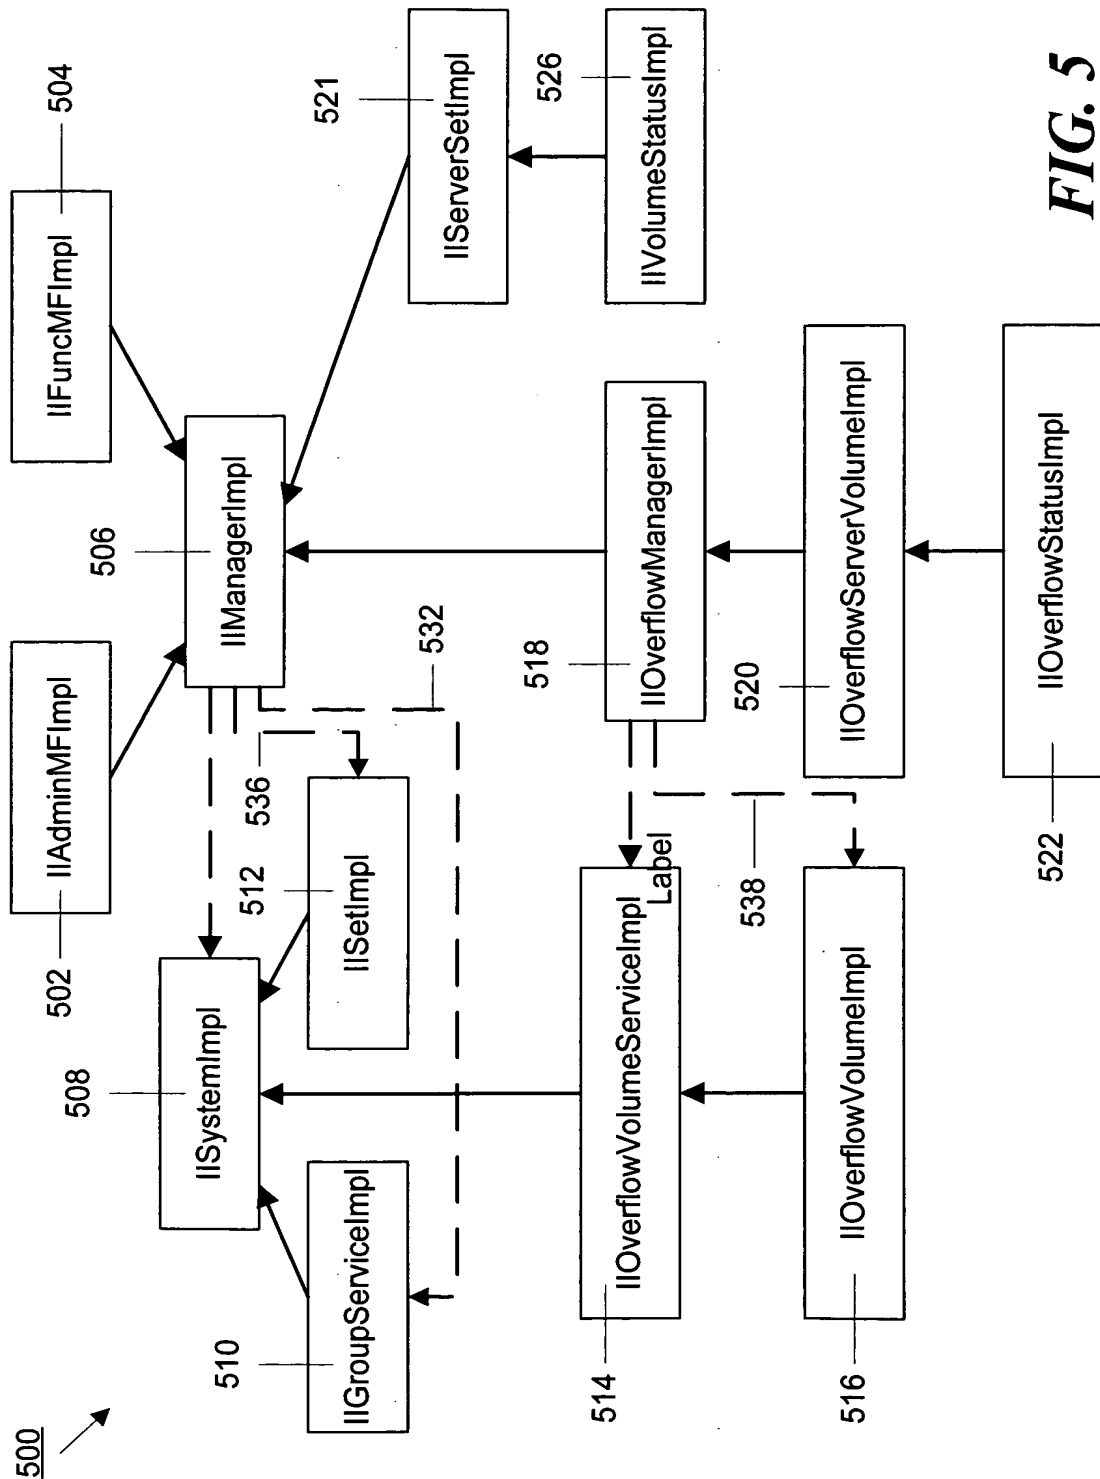 500
502
IIAdminMFImpl
504
IIFuncMFImpl
506
IIManagerImpl
508
IISystemImpl
510
IIGroupServiceImpl
512
IISetImpl
536
532
521
IIServerSetImpl
514
IIOverflowVolumeServiceImpl
Label
518
IIOverflowManagerImpl
526
IIVolumeStatusImpl
538
516
IIOverflowVolumeImpl
520
IIOverflowServerVolumeImpl
522
IIOverflowStatusImpl
FIG. 5